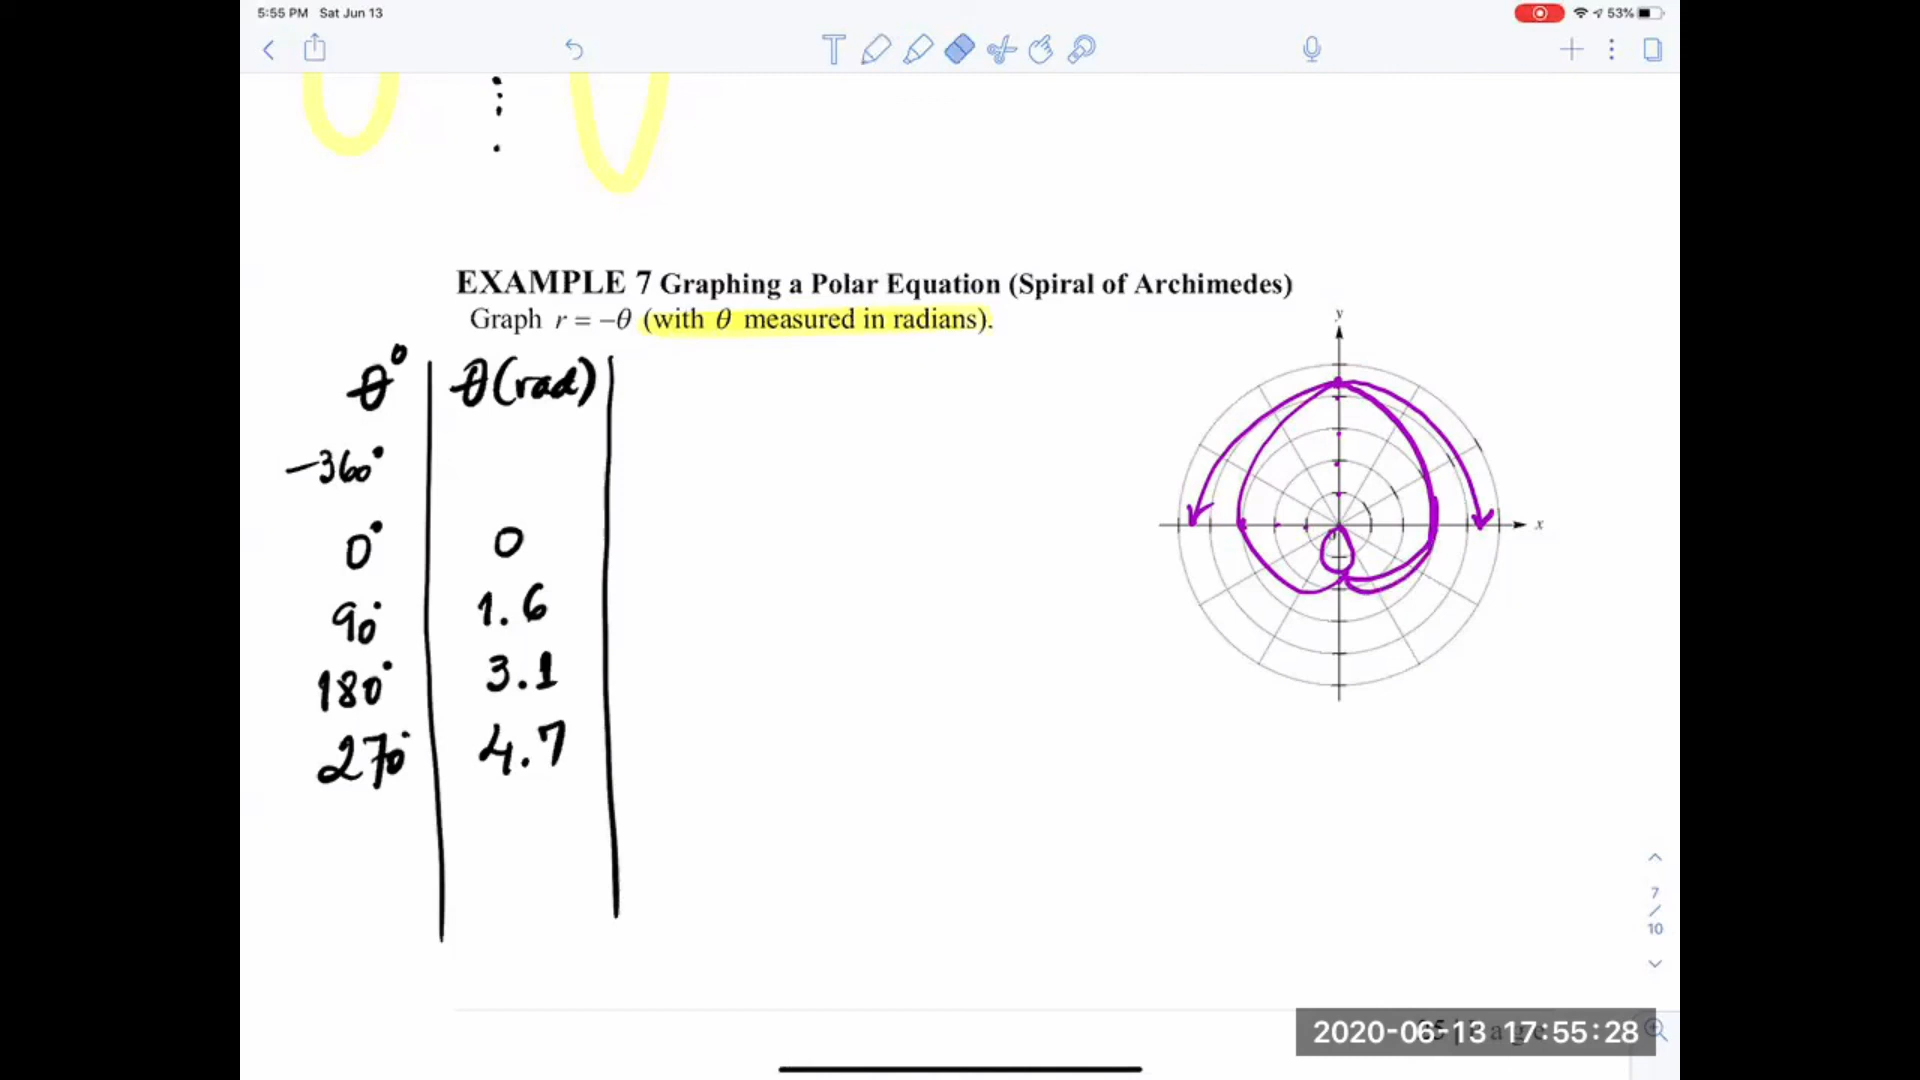 5:55 PM Sat Jun 13
53%
EXAMPLE 7 Graphing a Polar Equation (Spiral of Archimedes)
Graph r = −θ (with θ measured in radians).
θ° θ(rad)
−360°
0° 0
90° 1.6
180° 3.1
270° 4.7
y
x
0
7
/
10
2020-06-13 17:55:28